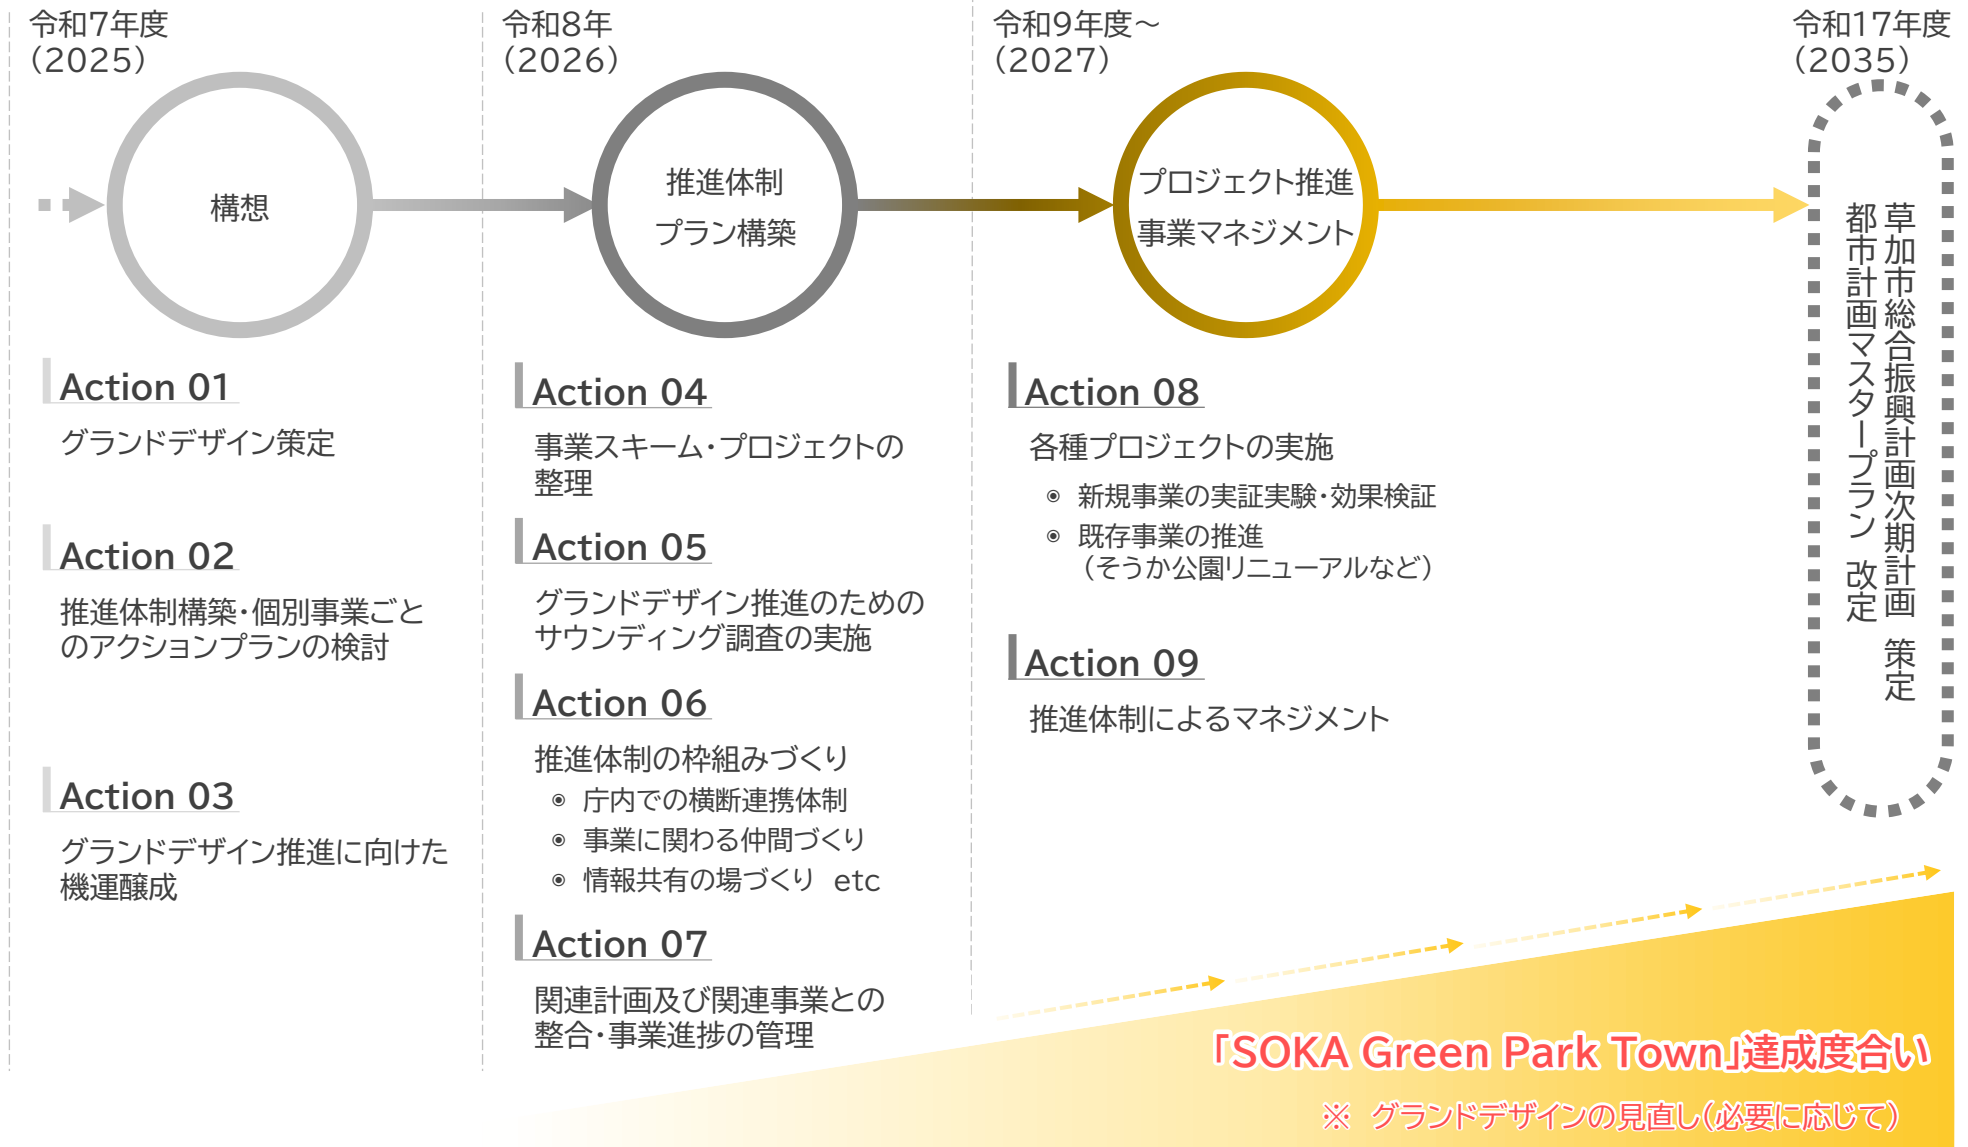 令和7年度
（2025）
構想
Action 01
グランドデザイン策定
Action 02
推進体制構築・個別事業ごと
のアクションプランの検討
Action 03
グランドデザイン推進に向けた
機運醸成
令和8年
（2026）
推進体制
プラン構築
Action 04
事業スキーム・プロジェクトの
整理
Action 05
グランドデザイン推進のための
サウンディング調査の実施
Action 06
推進体制の枠組みづくり
◉ 庁内での横断連携体制
◉ 事業に関わる仲間づくり
◉ 情報共有の場づくり etc
Action 07
関連計画及び関連事業との
整合・事業進捗の管理
令和9年度～
（2027）
プロジェクト推進
事業マネジメント
Action 08
各種プロジェクトの実施
◉ 新規事業の実証実験・効果検証
◉ 既存事業の推進
（そうか公園リニューアルなど）
Action 09
推進体制によるマネジメント
令和17年度
（2035）
草加市総合振興計画次期計画 策定
都市計画マスタープラン 改定
「SOKA Green Park Town」達成度合い
※ グランドデザインの見直し（必要に応じて）